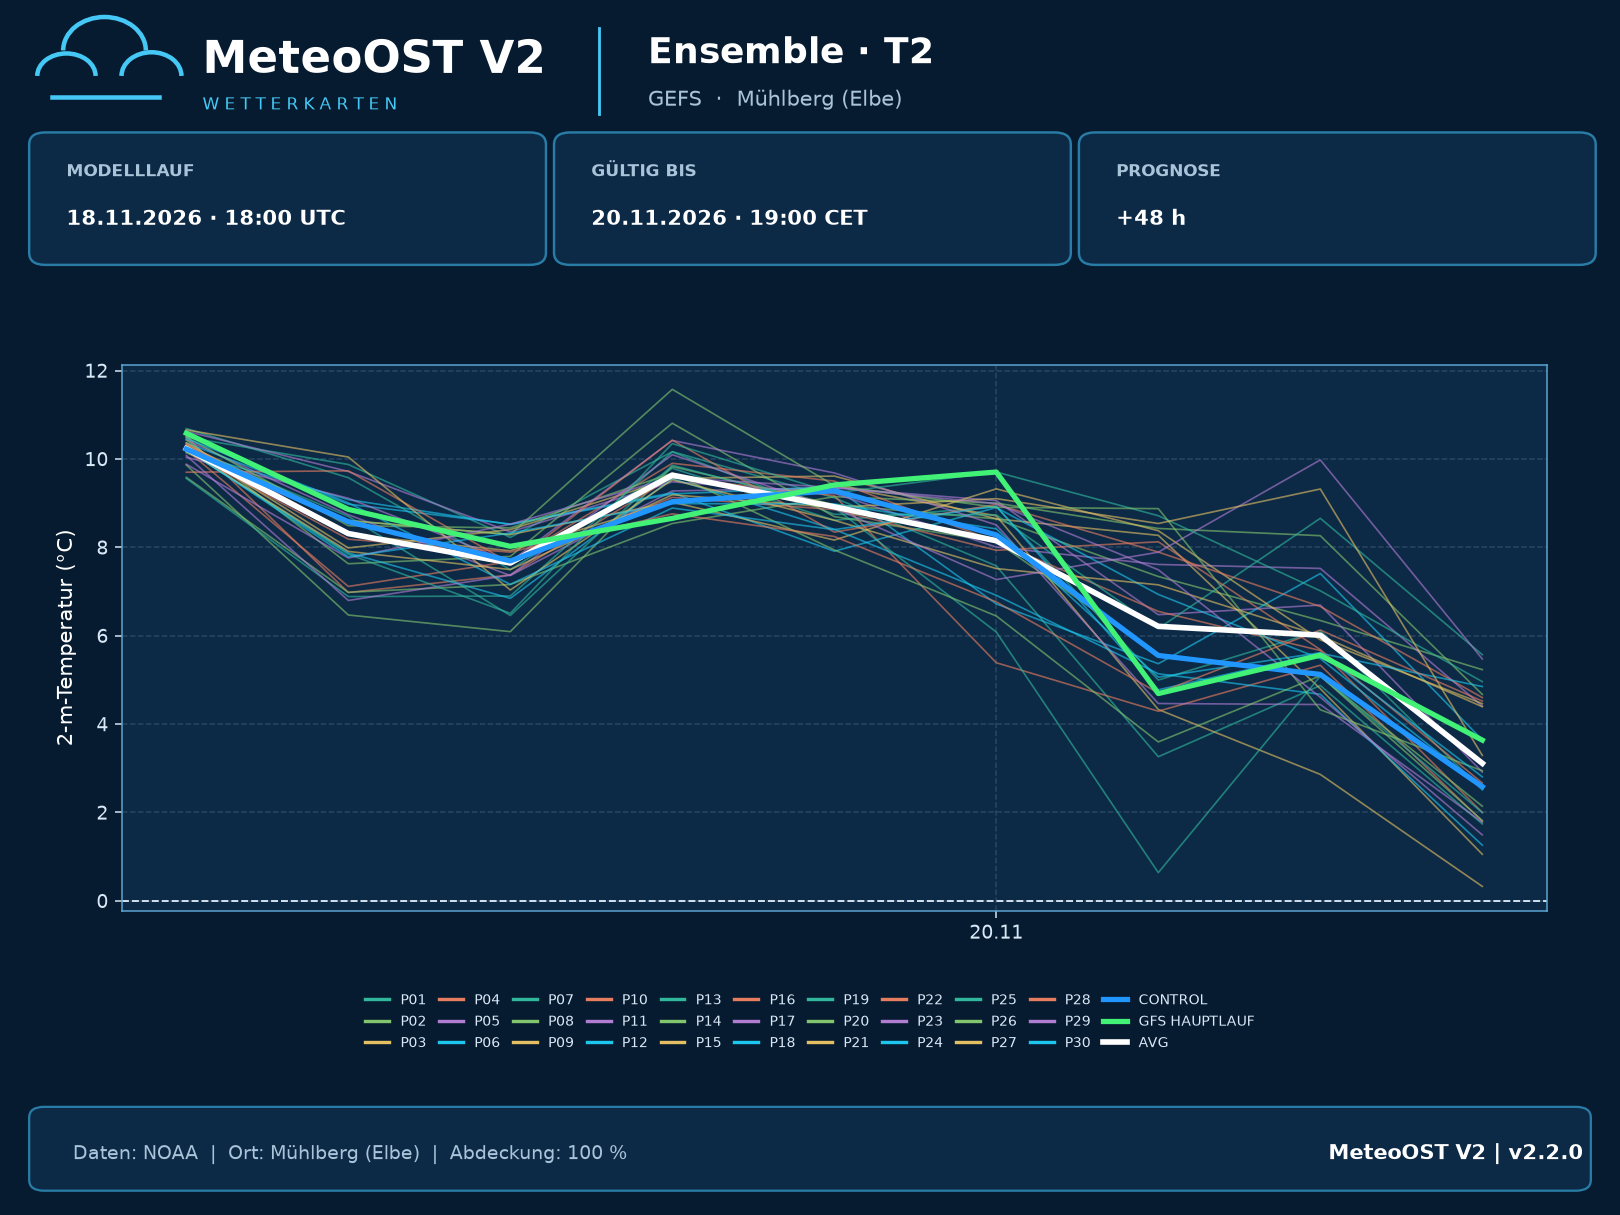 MeteoOST V2
WETTERKARTEN
Ensemble · T2
GEFS · Mühlberg (Elbe)
MODELLLAUF
18.11.2026 · 18:00 UTC
GÜLTIG BIS
20.11.2026 · 19:00 CET
PROGNOSE
+48 h
2-m-Temperatur (°C)
12
10
8
6
4
2
0
20.11
P01 P04 P07 P10 P13 P16 P19 P22 P25 P28 CONTROL
P02 P05 P08 P11 P14 P17 P20 P23 P26 P29 GFS HAUPTLAUF
P03 P06 P09 P12 P15 P18 P21 P24 P27 P30 AVG
Daten: NOAA | Ort: Mühlberg (Elbe) | Abdeckung: 100 %
MeteoOST V2 | v2.2.0